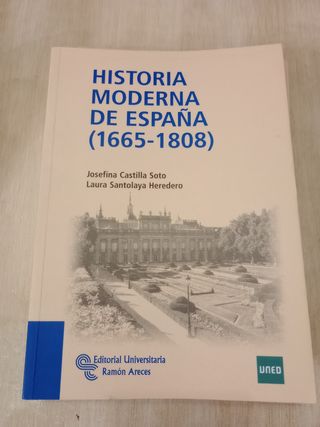 HISTORIA
MODERNA
DE ESPAÑA
(1665-1808)
Josefina Castilla Soto
Laura Santolaya Heredero
Editorial Universitaria
Ramón Areces
UNED